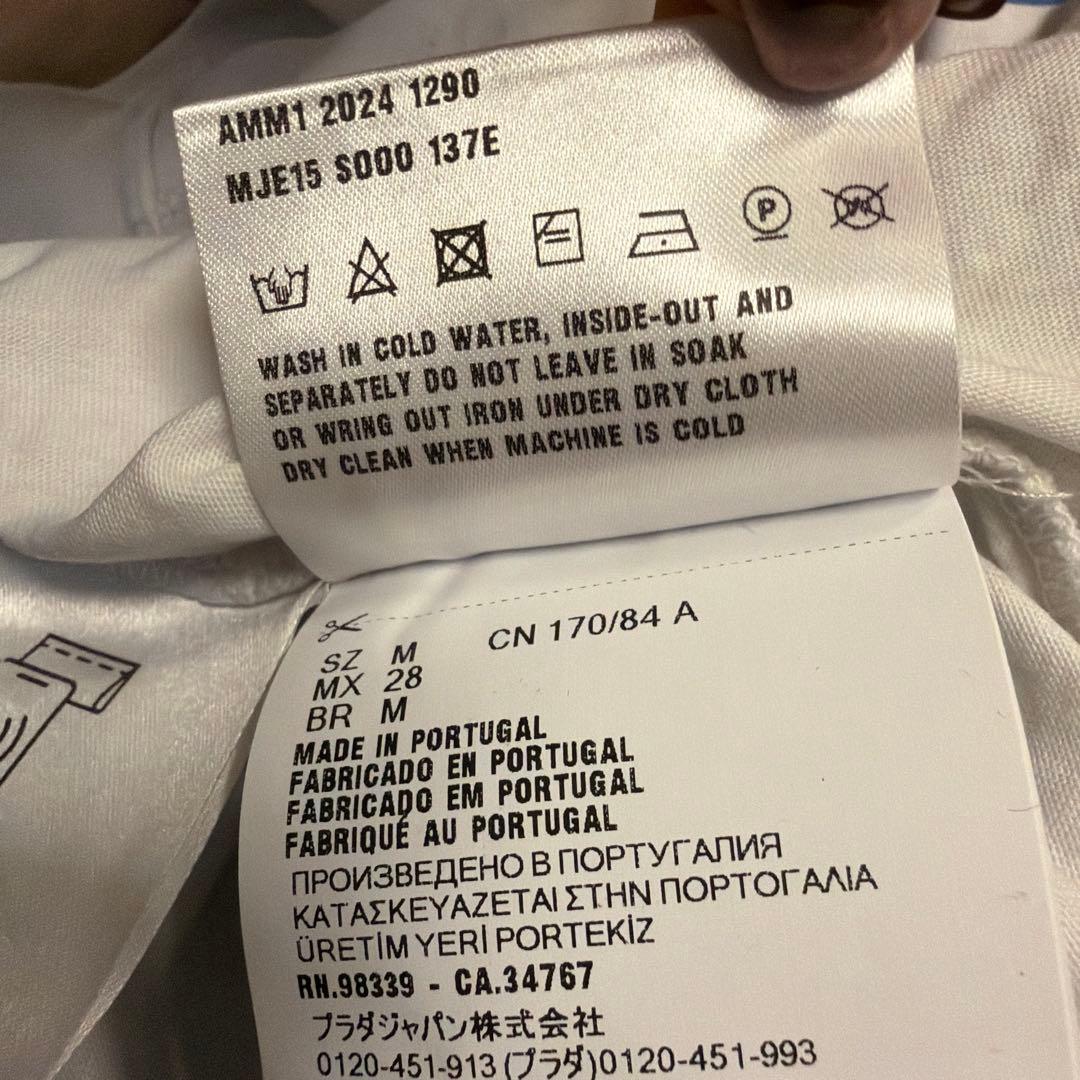 AMM1 2024 1290
MJE15 S000 137E
P
WASH IN COLD WATER, INSIDE-OUT AND
SEPARATELY DO NOT LEAVE IN SOAK
OR WRING OUT IRON UNDER DRY CLOTH
DRY CLEAN WHEN MACHINE IS COLD
CN 170/84 A
SZ M
MX 28
BR M
MADE IN PORTUGAL
FABRICADO EN PORTUGAL
FABRICADO EM PORTUGAL
FABRIQUÉ AU PORTUGAL
ПРОИЗВЕДЕНО В ПОРТУГАЛИЯ
ΚΑΤΑΣΚΕΥΑΖΕΤΑΙ ΣΤΗΝ ΠΟΡΤΟΓΑΛΙΑ
ÜRETİM YERİ PORTEKİZ
RN.98339 - CA.34767
プラダジャパン株式会社
0120-451-913(プラダ)0120-451-993